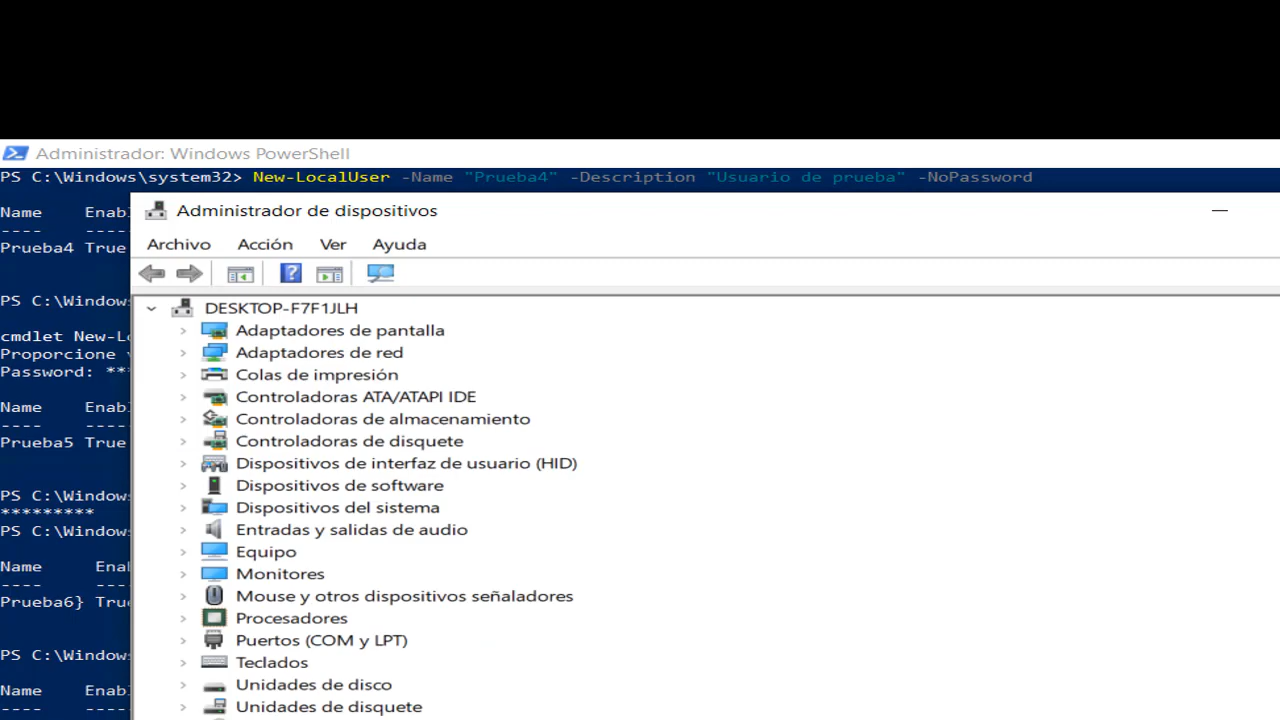 Administrador: Windows PowerShell
PS C:\Windows\system32> New-LocalUser -Name "Prueba4" -Description "Usuario de prueba" -NoPassword
Name Enabl
---- -----
Prueba4 True
PS C:\Windows
cmdlet New-Lo
Proporcione
Password: ***
Name Enabl
---- -----
Prueba5 True
PS C:\Windows
*********
PS C:\Windows
Name Enab
---- ----
Prueba6} True
PS C:\Windows
Name Enabl
---- -----
Administrador de dispositivos
Archivo Acción Ver Ayuda
DESKTOP-F7F1JLH
Adaptadores de pantalla
Adaptadores de red
Colas de impresión
Controladoras ATA/ATAPI IDE
Controladoras de almacenamiento
Controladoras de disquete
Dispositivos de interfaz de usuario (HID)
Dispositivos de software
Dispositivos del sistema
Entradas y salidas de audio
Equipo
Monitores
Mouse y otros dispositivos señaladores
Procesadores
Puertos (COM y LPT)
Teclados
Unidades de disco
Unidades de disquete